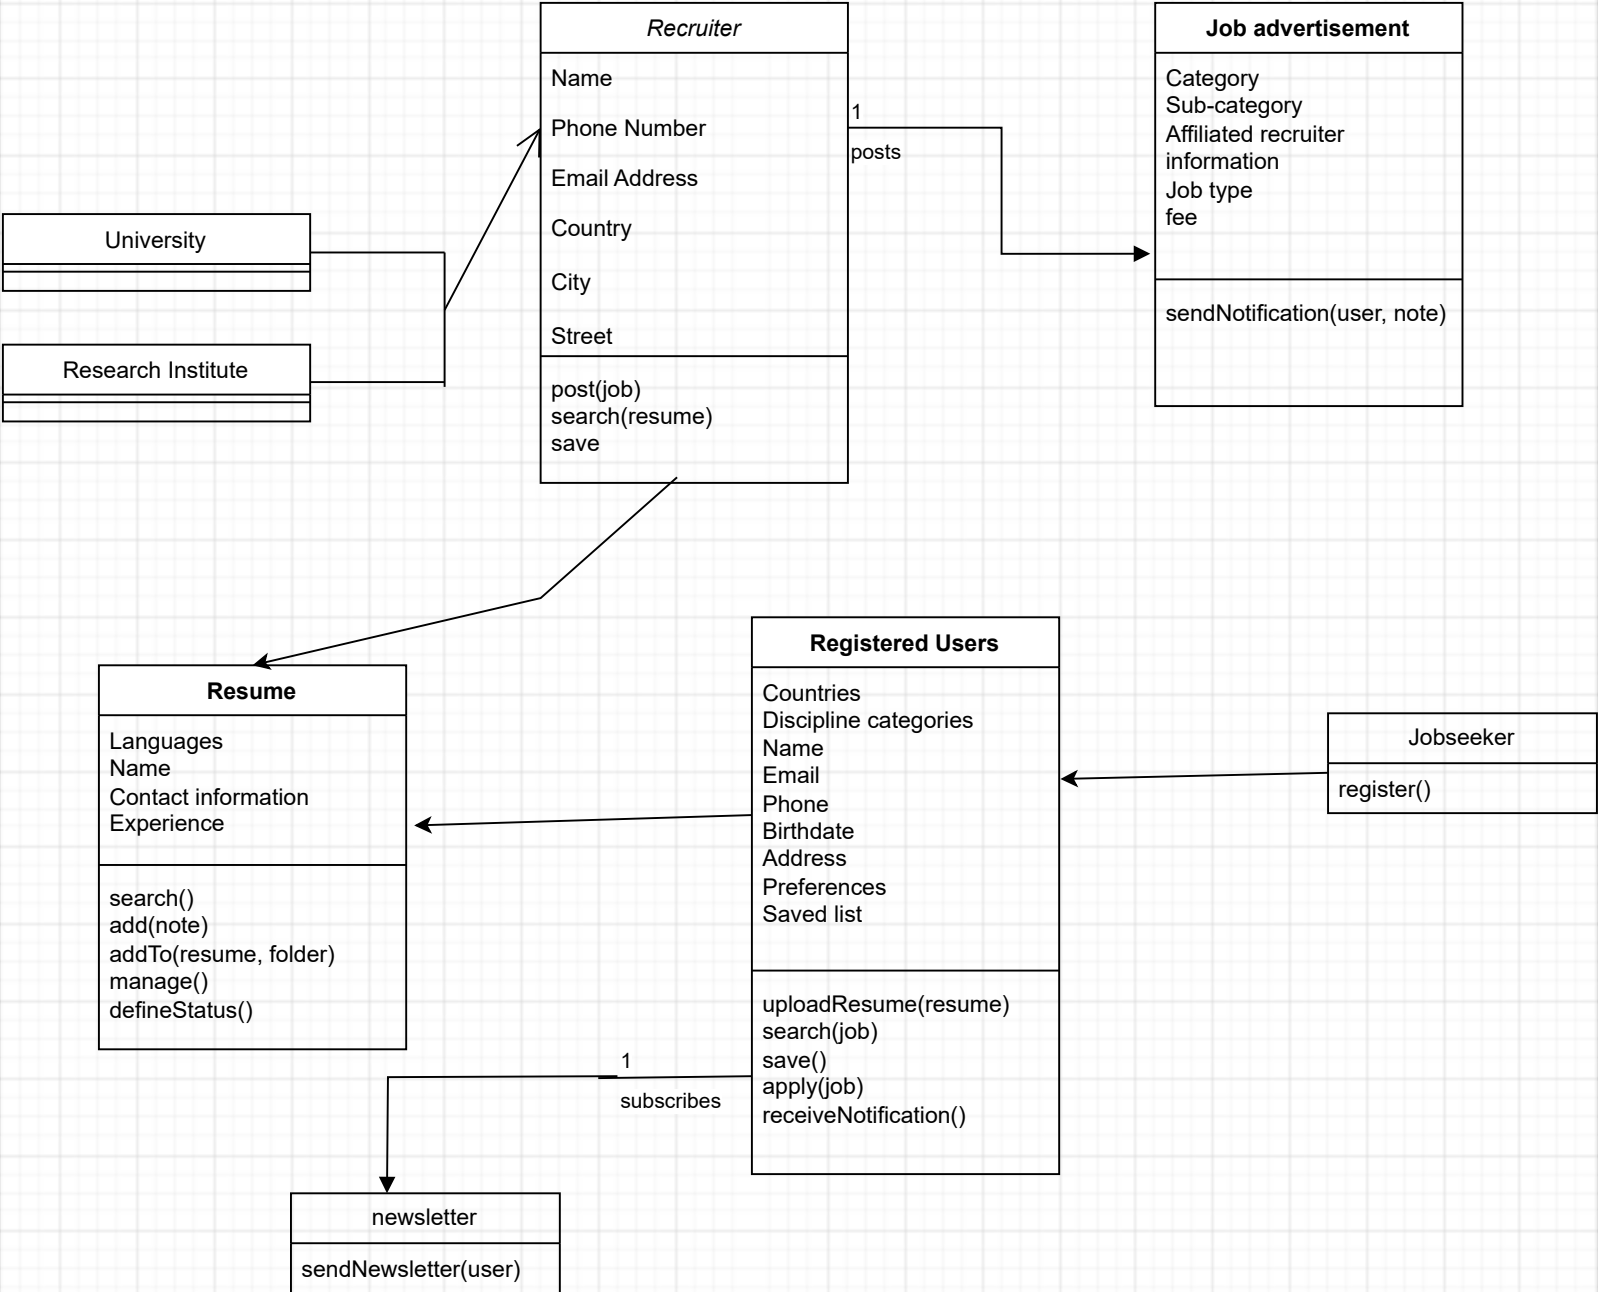 Recruiter
Name
Phone Number
Email Address
Country
City
Street
post(job)
search(resume)
save
Job advertisement
Category
Sub-category
Affiliated recruiter
information
Job type
fee
sendNotification(user, note)
1
posts
University
Research Institute
Resume
Languages
Name
Contact information
Experience
search()
add(note)
addTo(resume, folder)
manage()
defineStatus()
Registered Users
Countries
Discipline categories
Name
Email
Phone
Birthdate
Address
Preferences
Saved list
uploadResume(resume)
search(job)
save()
apply(job)
receiveNotification()
Jobseeker
register()
1
subscribes
newsletter
sendNewsletter(user)